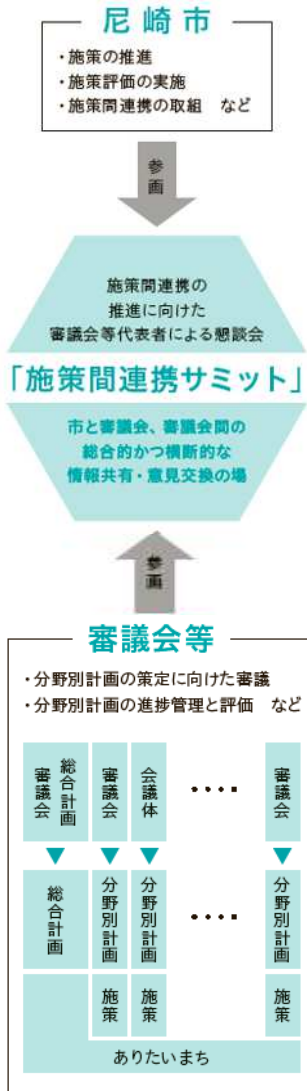 尼崎市
・施策の推進
・施策評価の実施
・施策間連携の取組　など
参画
施策間連携の
推進に向けた
審議会等代表者による懇談会
「施策間連携サミット」
市と審議会、審議会間の
総合的かつ横断的な
情報共有・意見交換の場
参画
審議会等
・分野別計画の策定に向けた審議
・分野別計画の進捗管理と評価　など
総合計画
審議会
審議会
会議体
・・・・
審議会
総合計画
分野別計画
分野別計画
・・・・
分野別計画
施策
施策
施策
ありたいまち